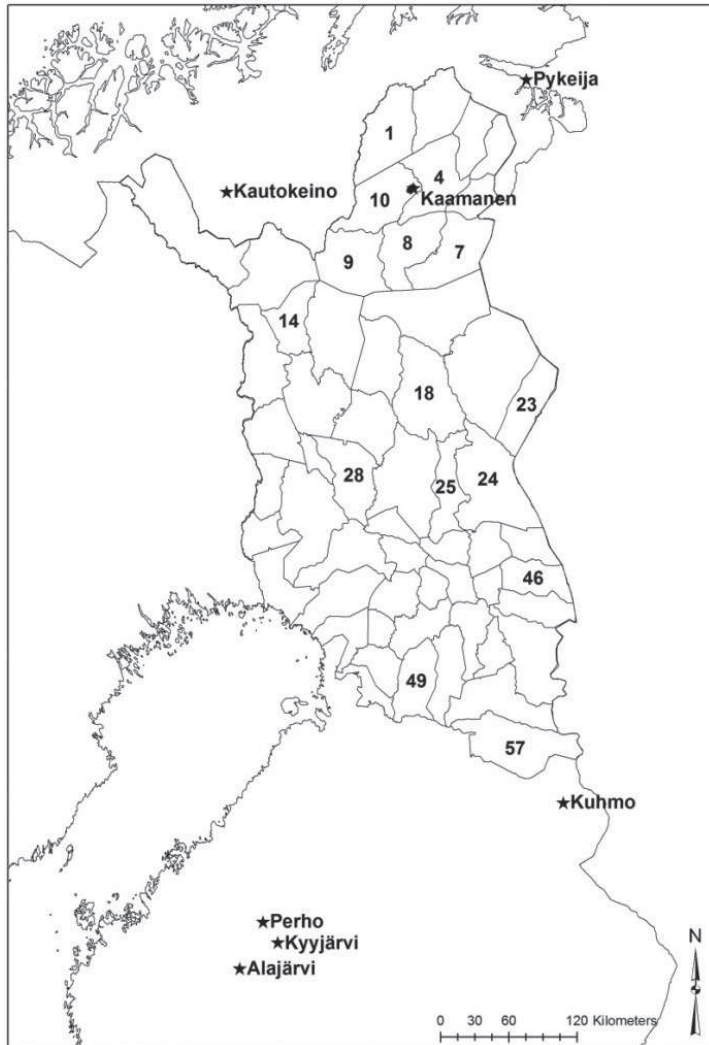 ★Pykeija
1
4
★Kautokeino
10
Kaamanen
8
7
9
14
18
23
28
25
24
46
49
57
★Kuhmo
★Perho
★Kyyjärvi
★Alajärvi
N
0 30 60 120 Kilometers